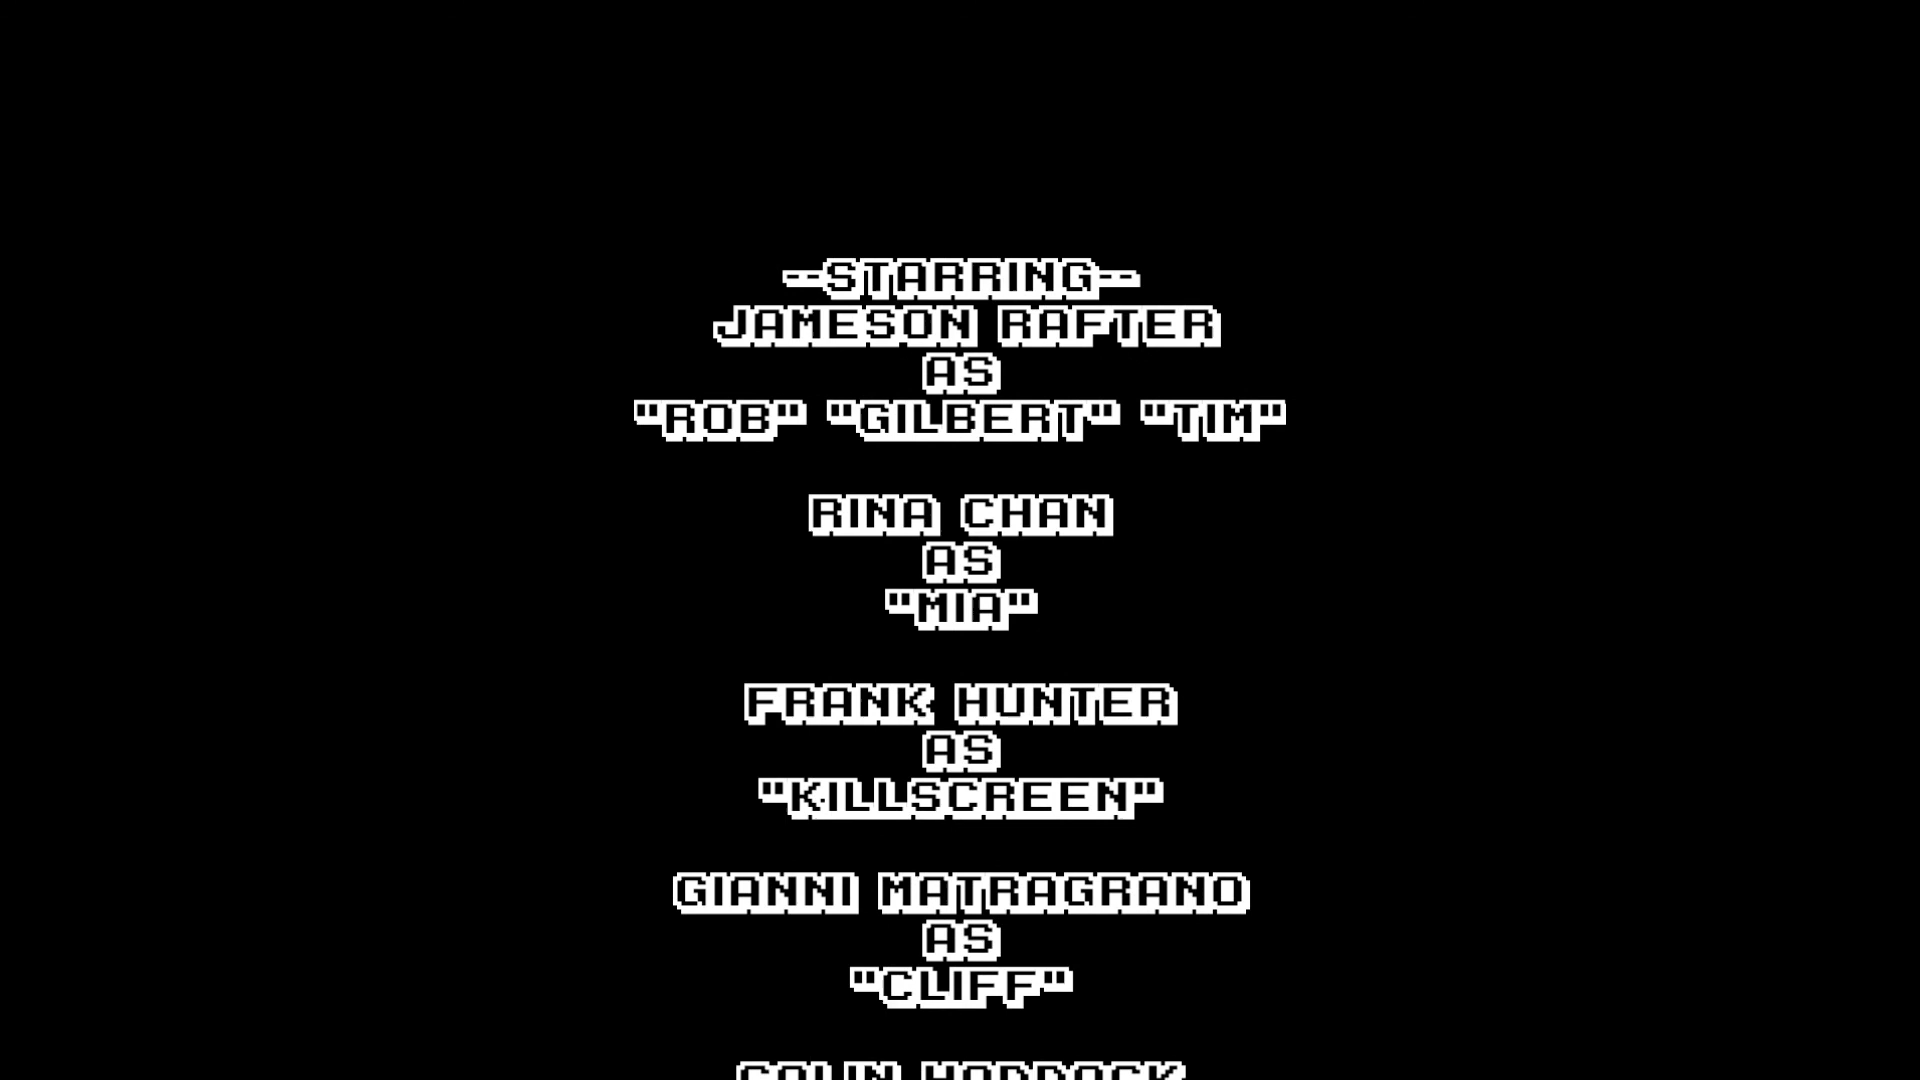 --STARRING--
JAMESON RAFTER
AS
"ROB" "GILBERT" "TIM"
RINA CHAN
AS
"MIA"
FRANK HUNTER
AS
"KILLSCREEN"
GIANNI MATRAGRANO
AS
"CLIFF"
COLIN